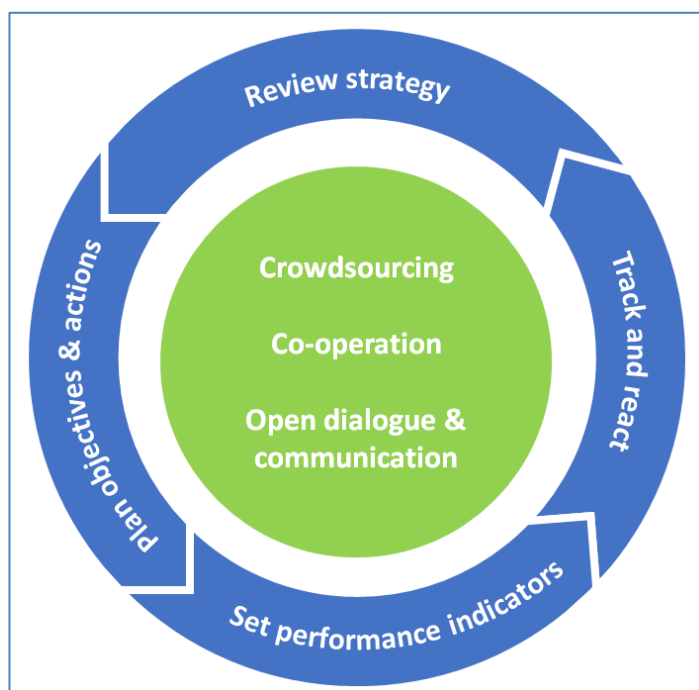 Review strategy
Track and react
Set performance indicators
Plan objectives & actions
Crowdsourcing
Co-operation
Open dialogue &
communication